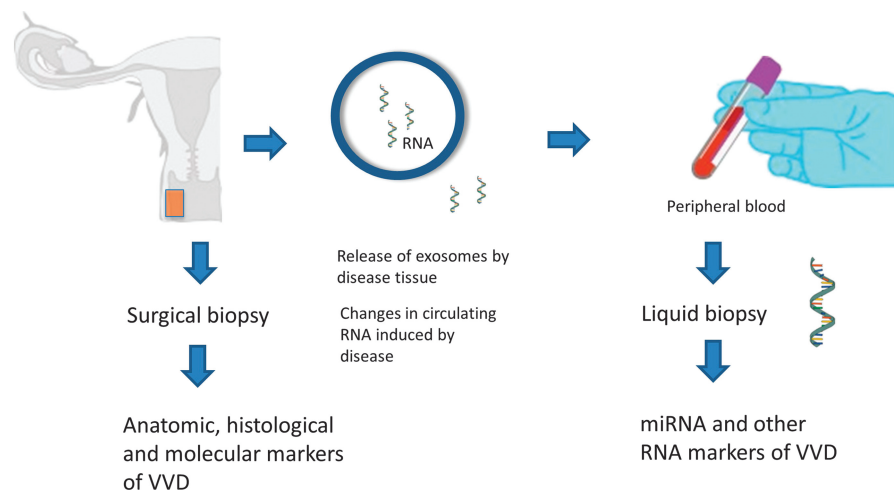 RNA
Peripheral blood
Release of exosomes by
disease tissue
Surgical biopsy
Changes in circulating
RNA induced by
disease
Liquid biopsy
Anatomic, histological
and molecular markers
of VVD
miRNA and other
RNA markers of VVD